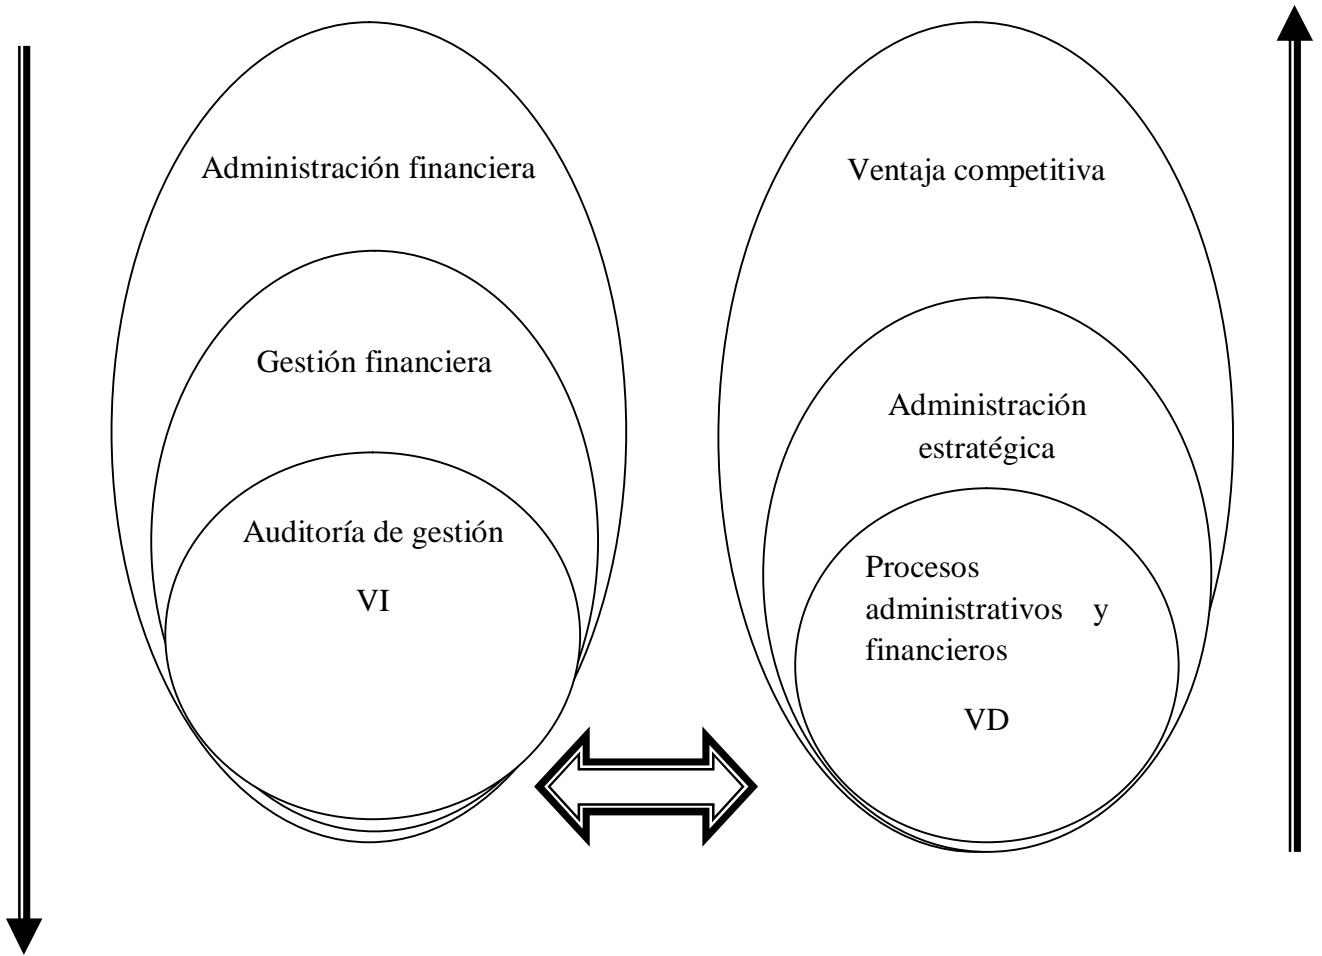 Administración financiera
Gestión financiera
Auditoría de gestión
VI
Ventaja competitiva
Administración
estratégica
Procesos
administrativos y
financieros
VD